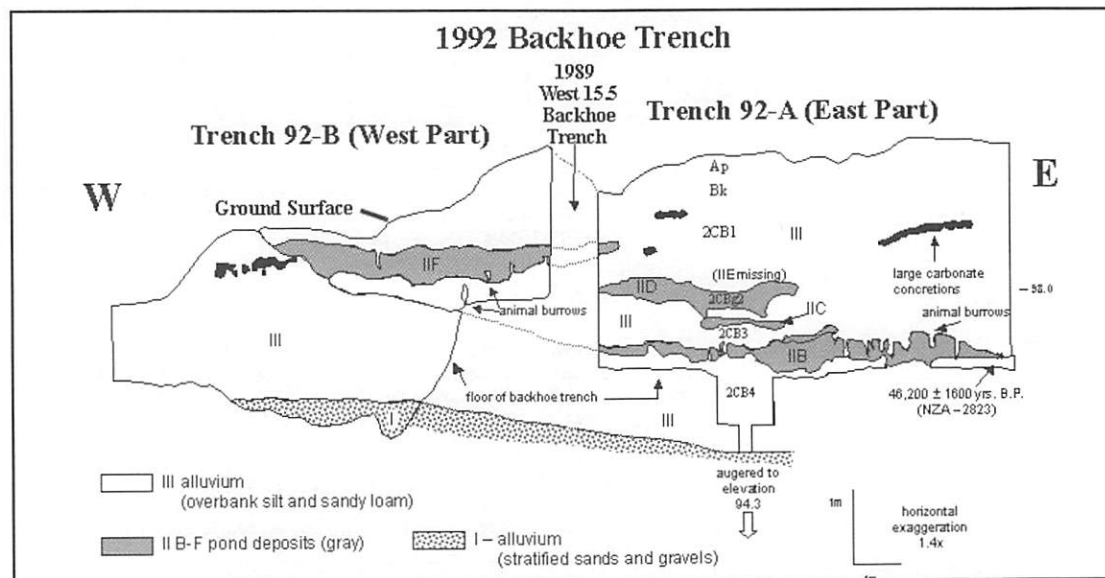 1992 Backhoe Trench
1989
West 15.5
Backhoe
Trench
Trench 92-B (West Part)
Trench 92-A (East Part)
W
E
Ground Surface
Ap
Bk
2CB1
III
IIF
(IIE missing)
IID
2CBg2
IIC
large carbonate
concretions
98.0
animal burrows
animal burrows
III
III
2CB3
IIB
floor of backhoe trench
2CB4
III
46,200 ± 1600 yrs. B.P.
(NZA – 2823)
I
augered to
elevation
94.3
III alluvium
(overbank silt and sandy loam)
II B-F pond deposits (gray)
I – alluvium
(stratified sands and gravels)
1m
horizontal
exaggeration
1.4x